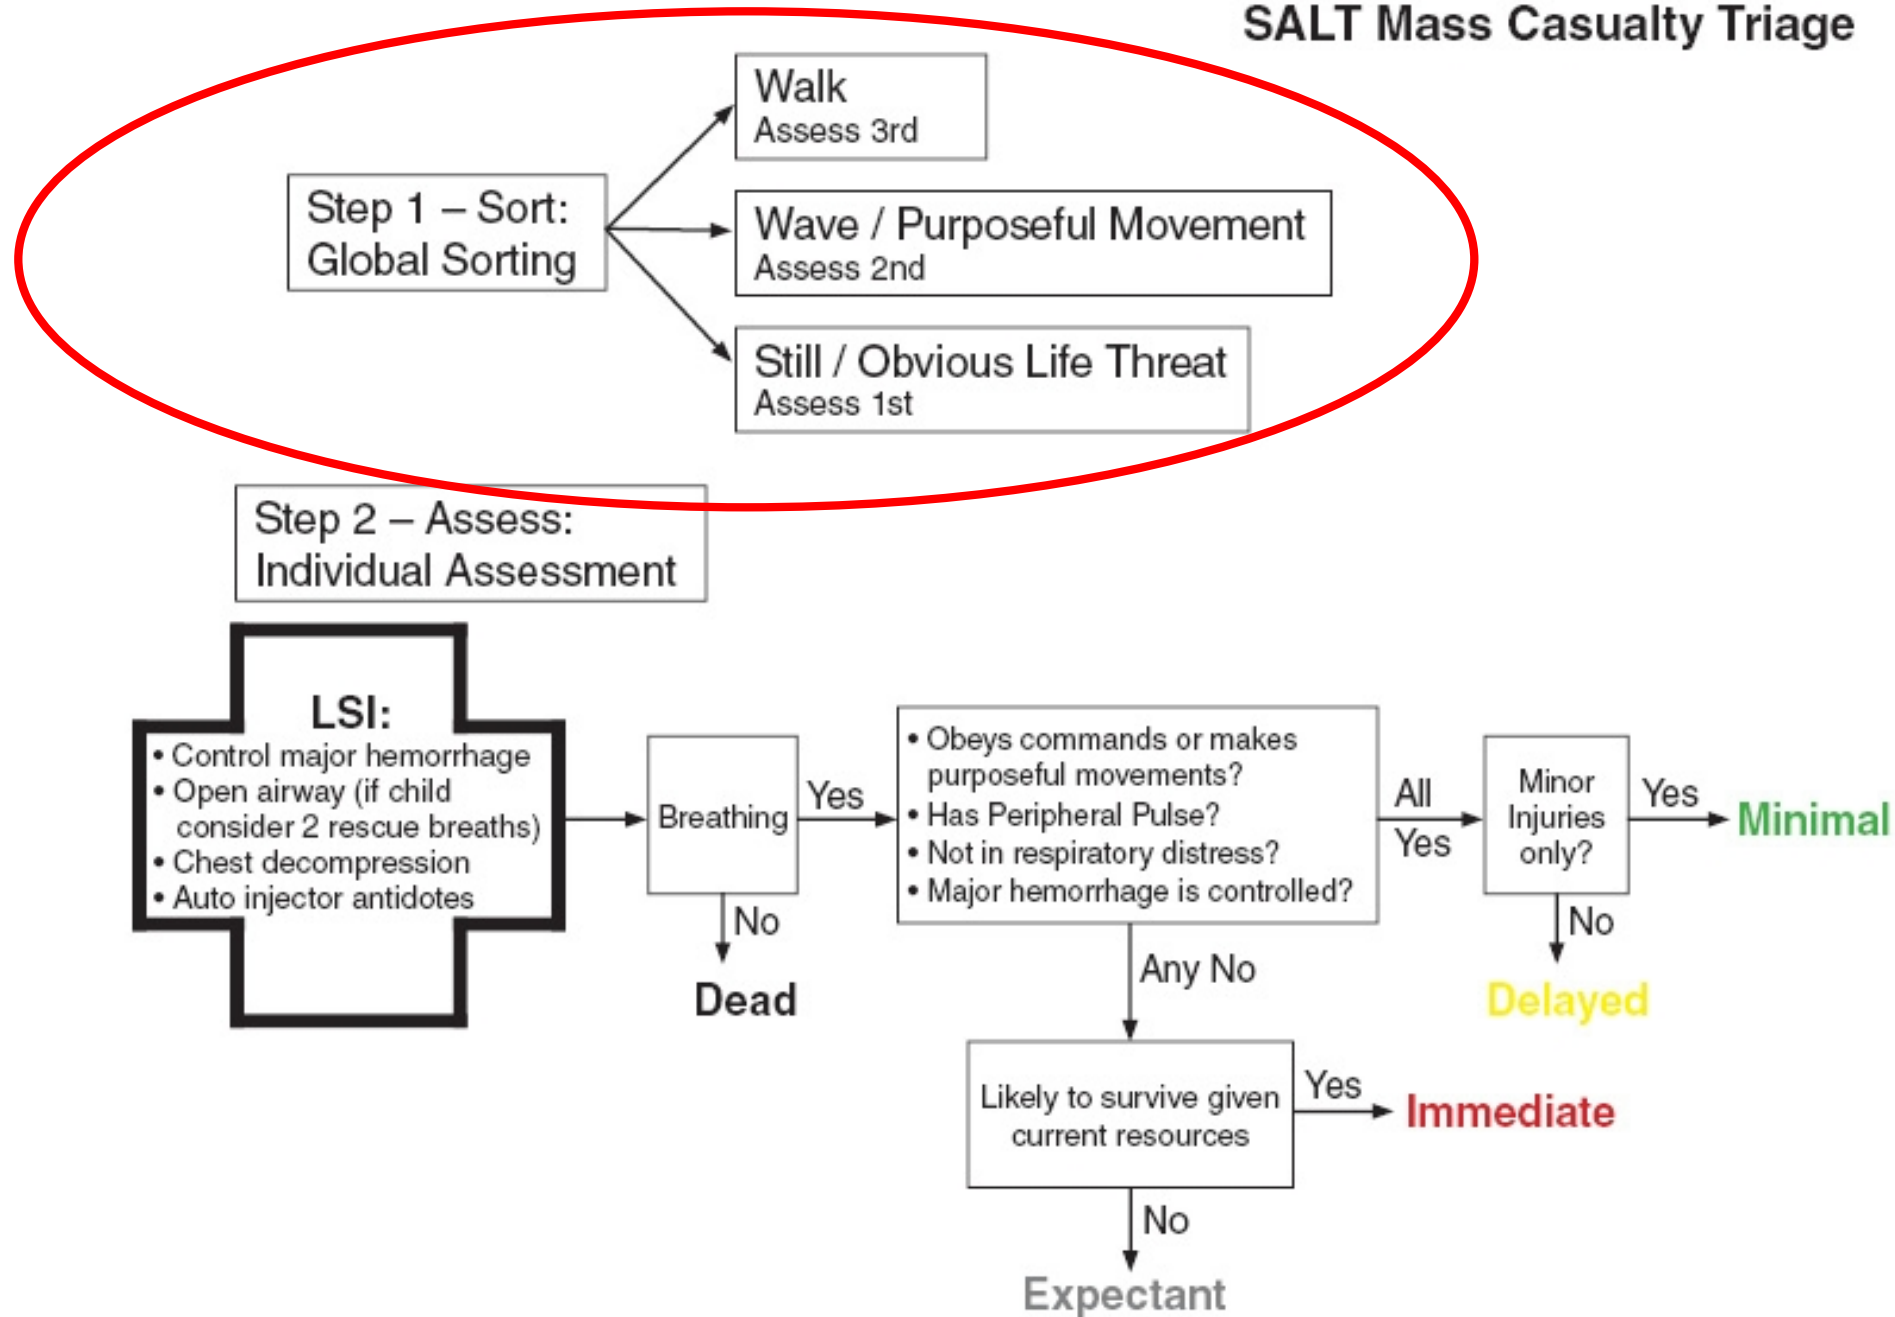 SALT Mass Casualty Triage
Walk
Assess 3rd
Step 1 – Sort:
Global Sorting
Wave / Purposeful Movement
Assess 2nd
Still / Obvious Life Threat
Assess 1st
Step 2 – Assess:
Individual Assessment
LSI:
• Control major hemorrhage
• Open airway (if child
consider 2 rescue breaths)
• Chest decompression
• Auto injector antidotes
Breathing
Yes
No
Dead
• Obeys commands or makes
purposeful movements?
• Has Peripheral Pulse?
• Not in respiratory distress?
• Major hemorrhage is controlled?
All
Yes
Minor
Injuries
only?
Yes
Minimal
No
Delayed
Any No
Likely to survive given
current resources
Yes
Immediate
No
Expectant